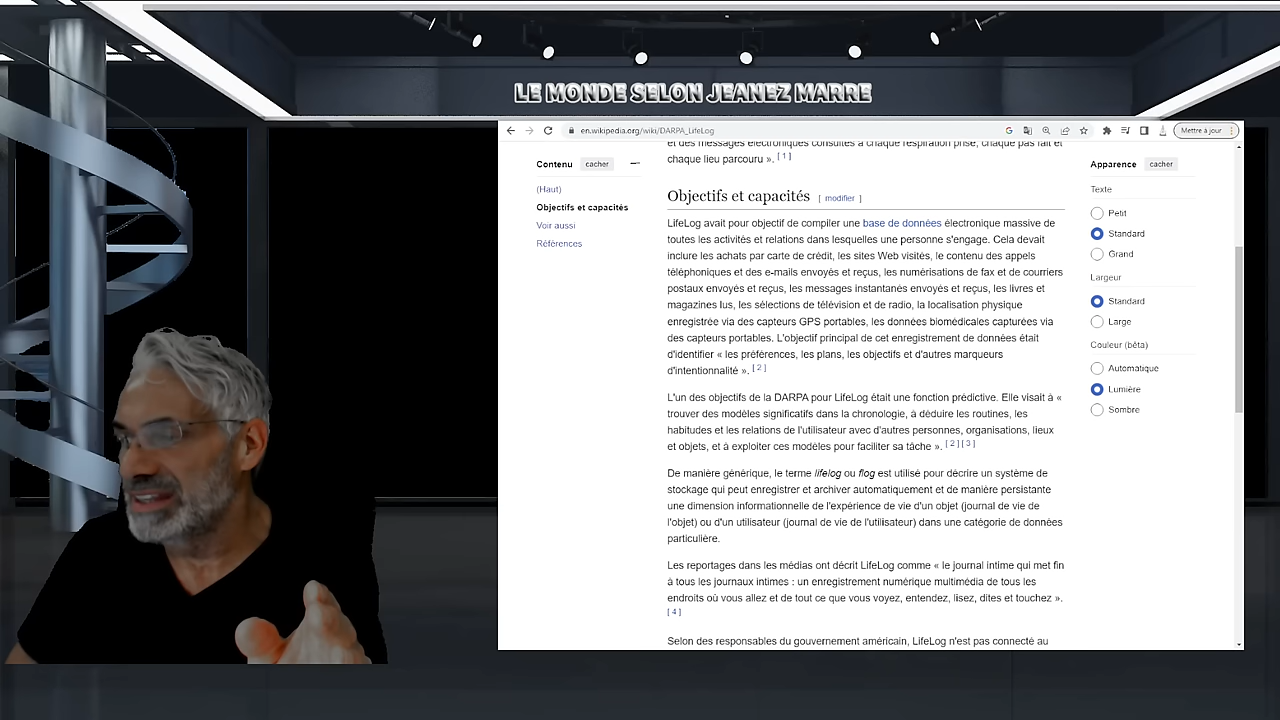 LE MONDE SELON JEANEZ MARRE
en.wikipedia.org/wiki/DARPA_LifeLog
Mettre à jour
Contenu cacher
(Haut)
Objectifs et capacités
Voir aussi
Références
et des messages électroniques consultés à chaque respiration prise, chaque pas fait et
chaque lieu parcouru ». [ 1 ]
Objectifs et capacités [ modifier ]
LifeLog avait pour objectif de compiler une base de données électronique massive de
toutes les activités et relations dans lesquelles une personne s'engage. Cela devait
inclure les achats par carte de crédit, les sites Web visités, le contenu des appels
téléphoniques et des e-mails envoyés et reçus, les numérisations de fax et de courriers
postaux envoyés et reçus, les messages instantanés envoyés et reçus, les livres et
magazines lus, les sélections de télévision et de radio, la localisation physique
enregistrée via des capteurs GPS portables, les données biomédicales capturées via
des capteurs portables. L'objectif principal de cet enregistrement de données était
d'identifier « les préférences, les plans, les objectifs et d'autres marqueurs
d'intentionnalité ». [ 2 ]
L'un des objectifs de la DARPA pour LifeLog était une fonction prédictive. Elle visait à «
trouver des modèles significatifs dans la chronologie, à déduire les routines, les
habitudes et les relations de l'utilisateur avec d'autres personnes, organisations, lieux
et objets, et à exploiter ces modèles pour faciliter sa tâche ». [ 2 ] [ 3 ]
De manière générique, le terme lifelog ou flog est utilisé pour décrire un système de
stockage qui peut enregistrer et archiver automatiquement et de manière persistante
une dimension informationnelle de l'expérience de vie d'un objet (journal de vie de
l'objet) ou d'un utilisateur (journal de vie de l'utilisateur) dans une catégorie de données
particulière.
Les reportages dans les médias ont décrit LifeLog comme « le journal intime qui met fin
à tous les journaux intimes : un enregistrement numérique multimédia de tous les
endroits où vous allez et de tout ce que vous voyez, entendez, lisez, dites et touchez ».
[ 4 ]
Selon des responsables du gouvernement américain, LifeLog n'est pas connecté au
Apparence cacher
Texte
Petit
Standard
Grand
Largeur
Standard
Large
Couleur (bêta)
Automatique
Lumière
Sombre